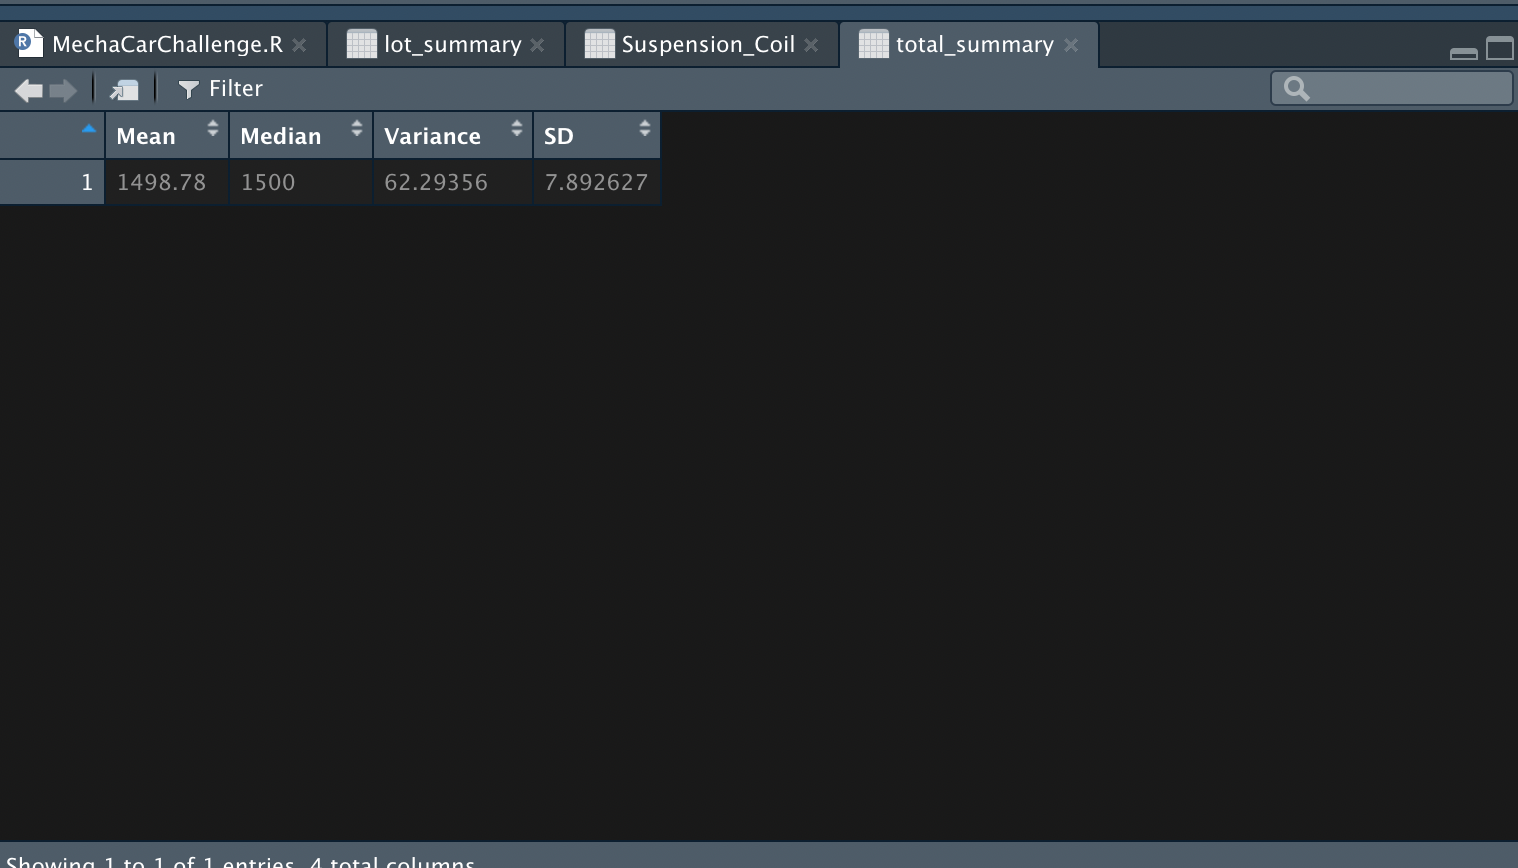 MechaCarChallenge.R lot_summary Suspension_Coil total_summary
Filter
Mean Median Variance SD
1 1498.78 1500 62.29356 7.892627
Showing 1 to 1 of 1 entries, 4 total columns